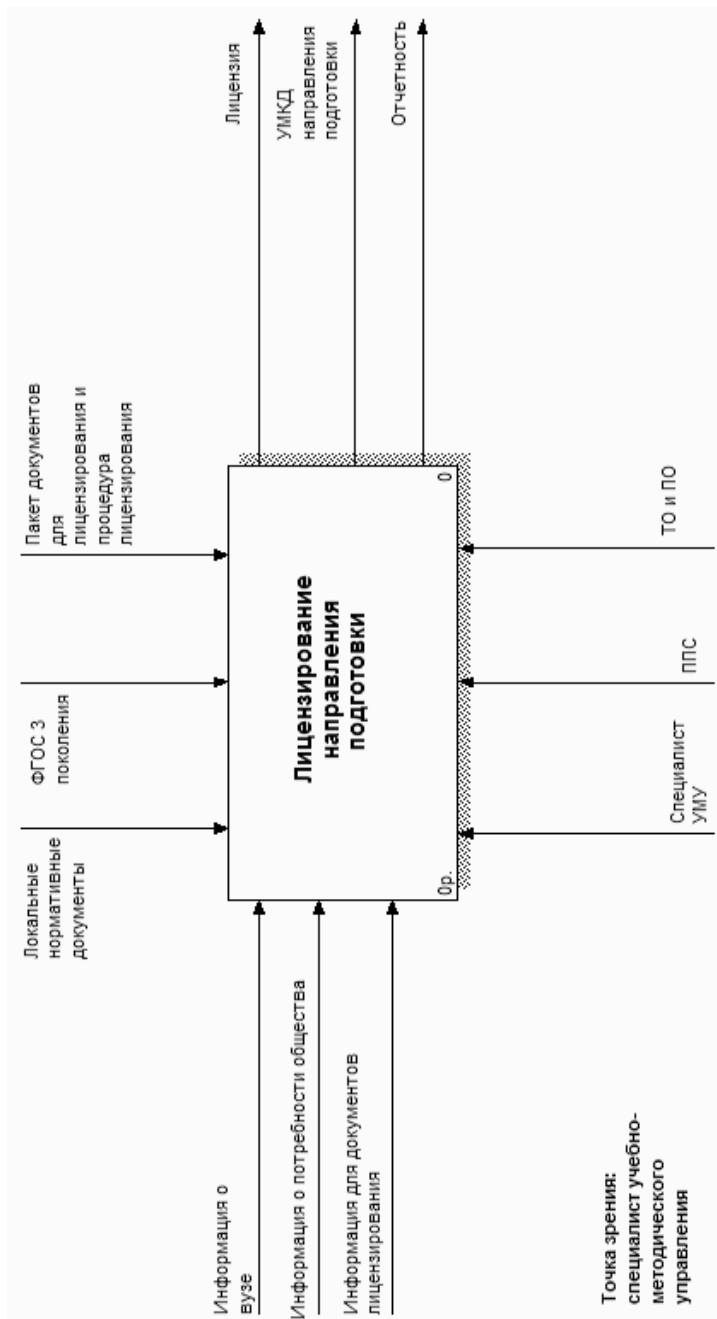 Локальные
нормативные
документы
ФГОС 3
поколения
Пакет документов
для
лицензирования и
процедура
лицензирования
Информация о
вузе
Информация о потребности общества
Информация для документов
лицензирования
Лицензирование
направления
подготовки
0р.
0
Лицензия
УМКД
направления
подготовки
Отчетность
Специалист
УМУ
ППС
ТО и ПО
Точка зрения:
специалист учебно-
методического
управления